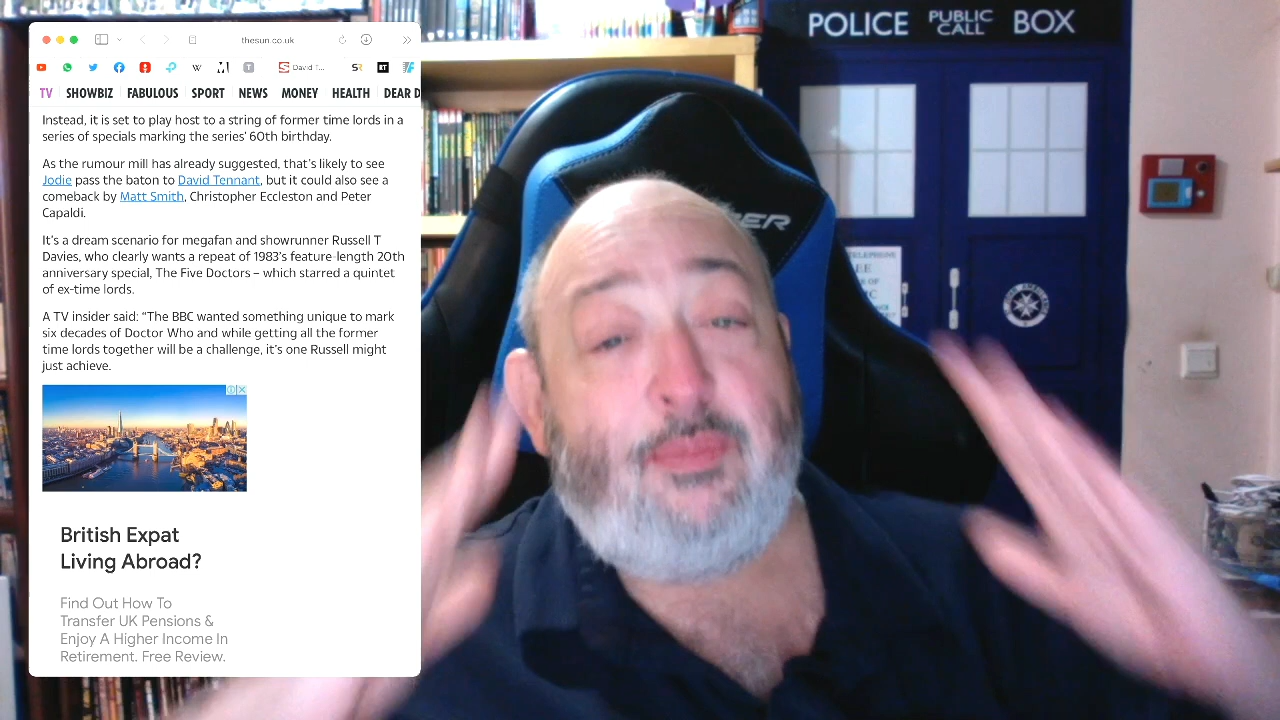 thesun.co.uk
W
David T...
RT
TV SHOWBIZ FABULOUS SPORT NEWS MONEY HEALTH DEAR D
Instead, it is set to play host to a string of former time lords in a
series of specials marking the series' 60th birthday.
As the rumour mill has already suggested, that's likely to see
Jodie pass the baton to David Tennant, but it could also see a
comeback by Matt Smith, Christopher Eccleston and Peter
Capaldi.
It's a dream scenario for megafan and showrunner Russell T
Davies, who clearly wants a repeat of 1983's feature-length 20th
anniversary special, The Five Doctors – which starred a quintet
of ex-time lords.
A TV insider said: “The BBC wanted something unique to mark
six decades of Doctor Who and while getting all the former
time lords together will be a challenge, it's one Russell might
just achieve.
British Expat
Living Abroad?
Find Out How To
Transfer UK Pensions &
Enjoy A Higher Income In
Retirement. Free Review.
POLICE PUBLIC CALL BOX